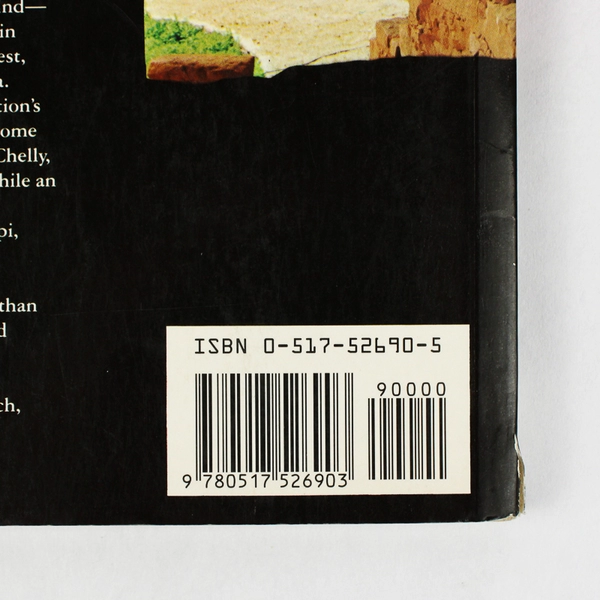 nd—
in
est,
a.
tion's
ome
Chelly,
hile an
pi,
than
d
ch,
ISBN 0-517-52690-5
90000
9 780517 526903